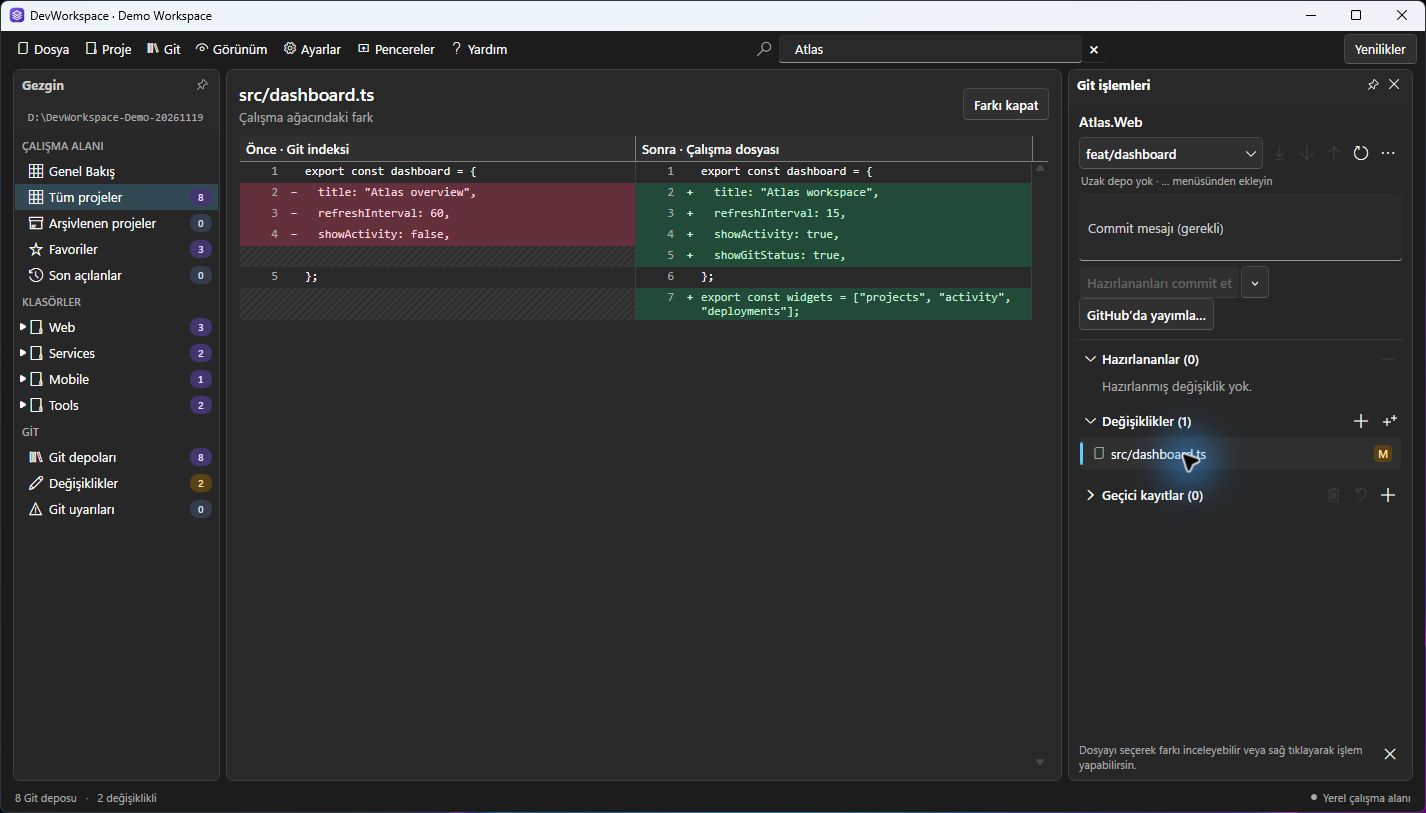 DevWorkspace · Demo Workspace
Dosya Proje Git Görünüm Ayarlar Pencereler ? Yardım
Atlas
Yenilikler
Gezgin
D:\DevWorkspace-Demo-20261119
ÇALIŞMA ALANI
Genel Bakış
Tüm projeler 8
Arşivlenen projeler 0
Favoriler 3
Son açılanlar 0
KLASÖRLER
Web 3
Services 2
Mobile 1
Tools 2
GİT
Git depoları 8
Değişiklikler 2
Git uyarıları 0
src/dashboard.ts
Çalışma ağacındaki fark
Farkı kapat
Önce · Git indeksi
1 export const dashboard = {
2 - title: "Atlas overview",
3 - refreshInterval: 60,
4 - showActivity: false,
5 };
Sonra · Çalışma dosyası
1 export const dashboard = {
2 + title: "Atlas workspace",
3 + refreshInterval: 15,
4 + showActivity: true,
5 + showGitStatus: true,
6 };
7 + export const widgets = ["projects", "activity",
"deployments"];
Git işlemleri
Atlas.Web
feat/dashboard
Uzak depo yok · ... menüsünden ekleyin
Commit mesajı (gerekli)
Hazırlananları commit et
GitHub'da yayımla...
Hazırlananlar (0)
Hazırlanmış değişiklik yok.
Değişiklikler (1)
src/dashboard.ts M
Geçici kayıtlar (0)
Dosyayı seçerek farkı inceleyebilir veya sağ tıklayarak işlem
yapabilirsin.
8 Git deposu · 2 değişiklikli
Yerel çalışma alanı